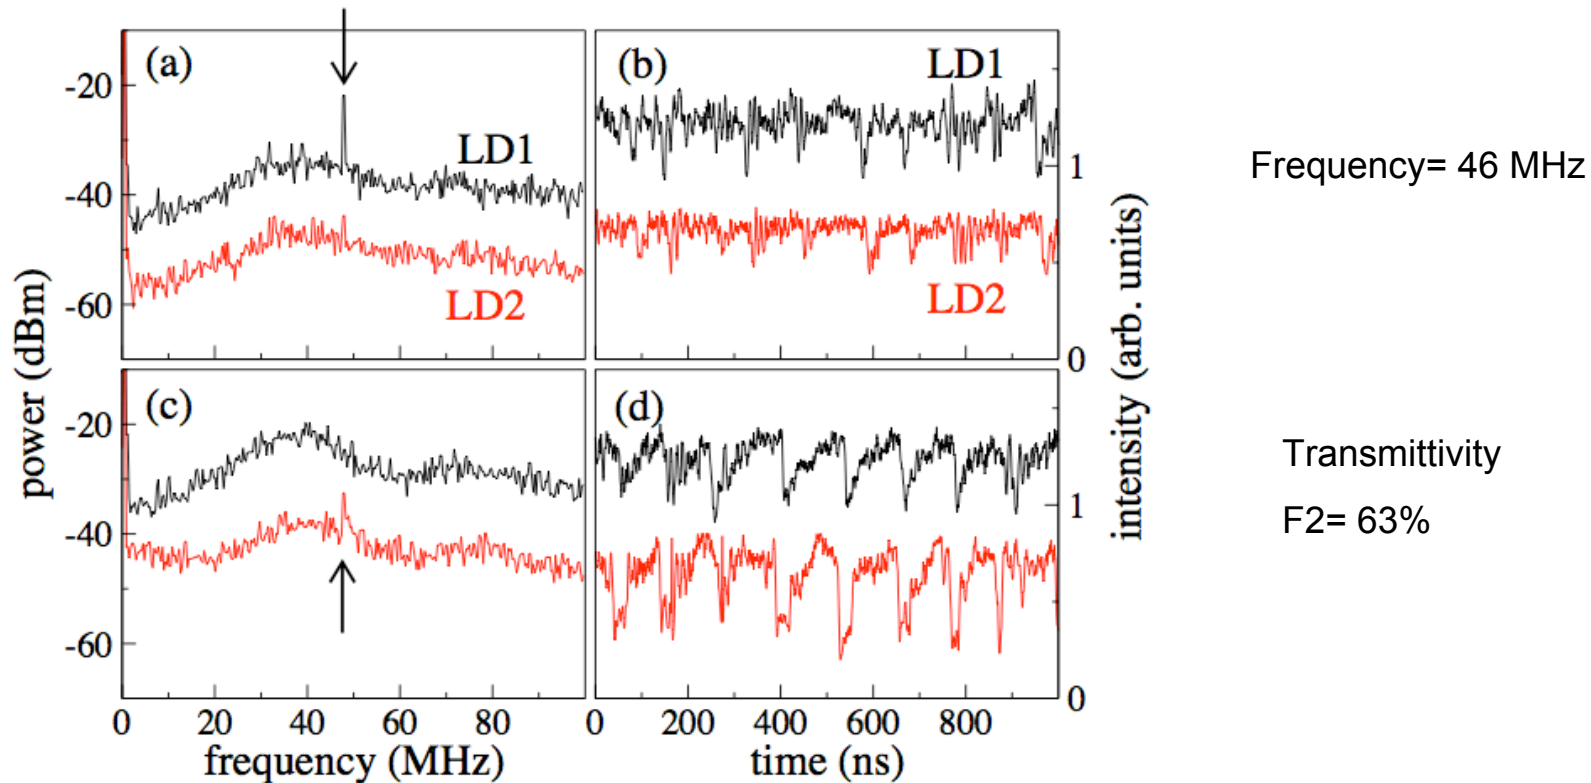 (a)
(b)
LD1
LD1
LD2
LD2
-20
-40
-60
1
0
Frequency= 46 MHz
power (dBm)
intensity (arb. units)
(c)
(d)
-20
-40
-60
1
0
Transmittivity
F2= 63%
0 20 40 60 80
0 200 400 600 800
frequency (MHz)
time (ns)